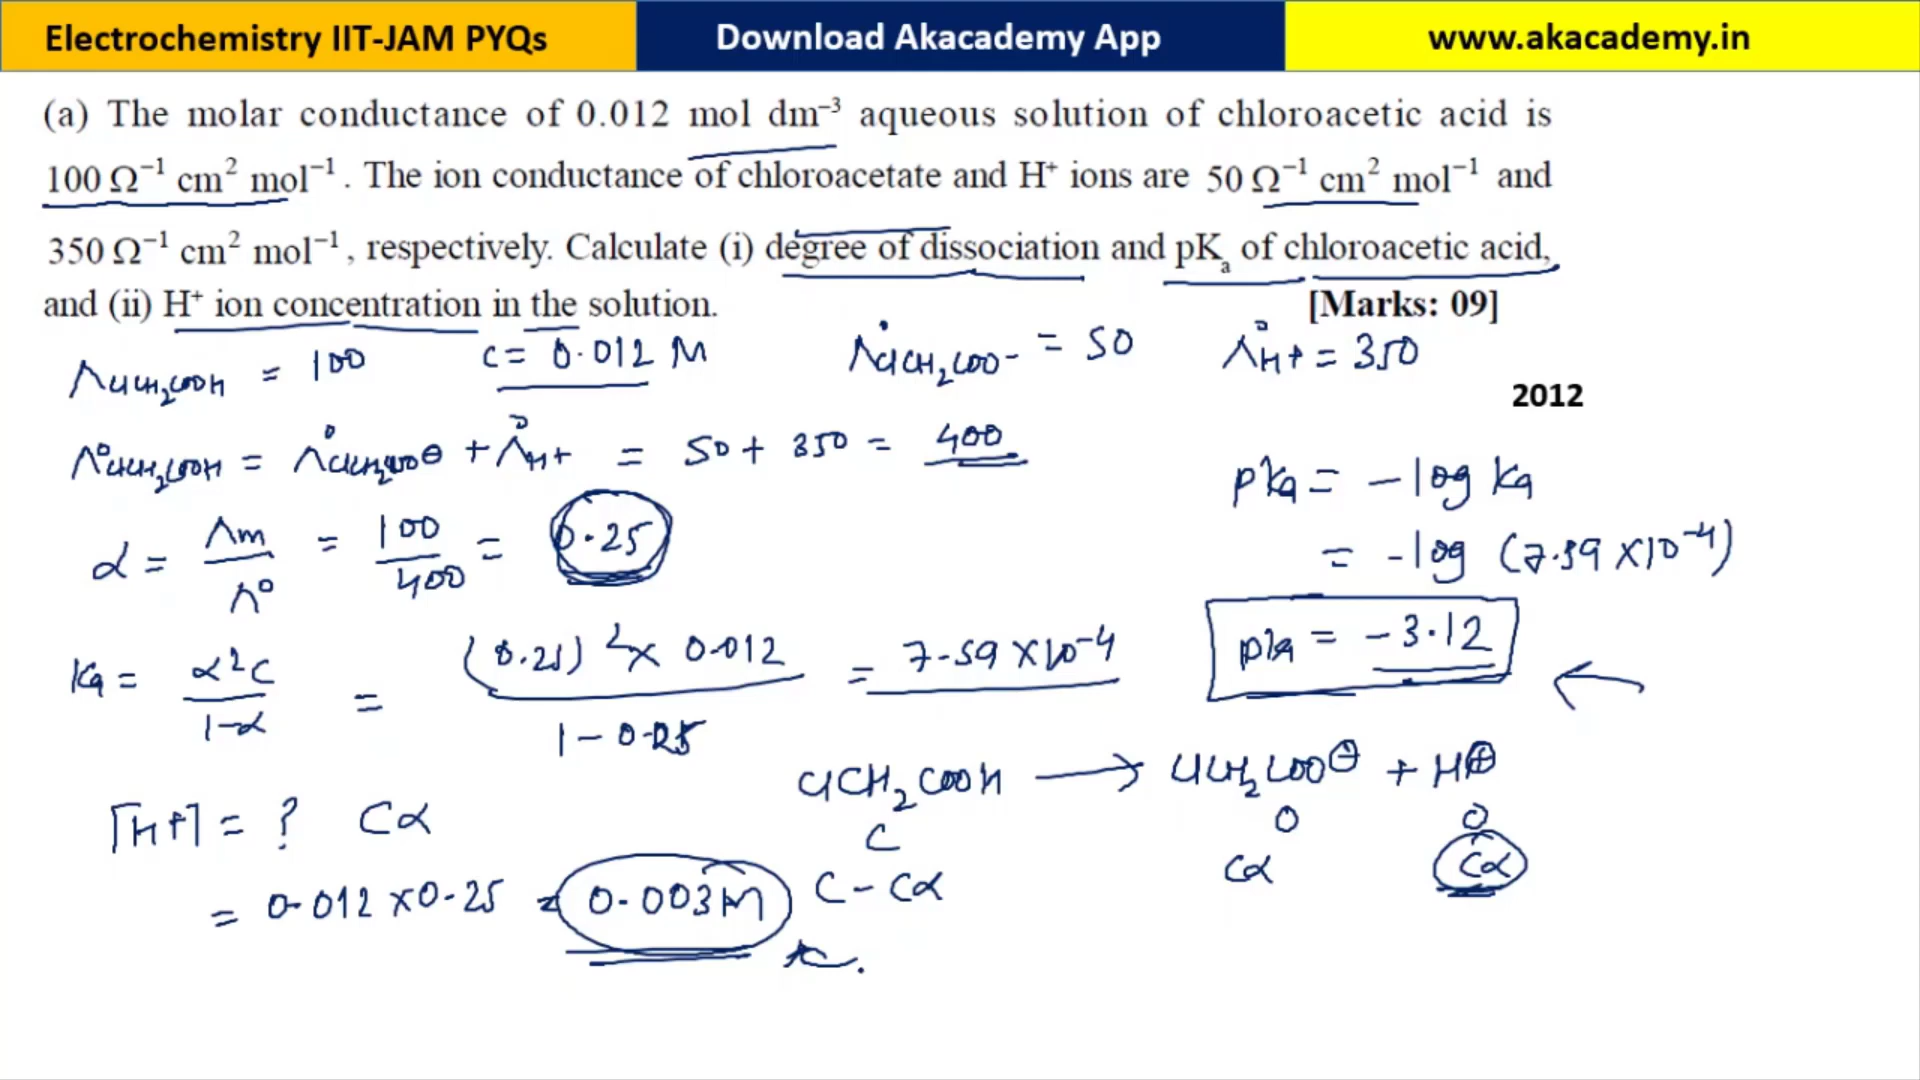 Electrochemistry IIT-JAM PYQs
Download Akacademy App
www.akacademy.in
(a) The molar conductance of 0.012 mol dm⁻³ aqueous solution of chloroacetic acid is
100 Ω⁻¹ cm² mol⁻¹. The ion conductance of chloroacetate and H⁺ ions are 50 Ω⁻¹ cm² mol⁻¹ and
350 Ω⁻¹ cm² mol⁻¹, respectively. Calculate (i) degree of dissociation and pKₐ of chloroacetic acid,
and (ii) H⁺ ion concentration in the solution. [Marks: 09]
ΛClCH₂COOH = 100 C = 0.012 M Λ°ClCH₂COO⁻ = 50 Λ°H⁺ = 350
2012
Λ°ClCH₂COOH = Λ°ClCH₂COO⊖ + Λ°H⁺ = 50 + 350 = 400
α = Λm / Λ° = 100 / 400 = 0.25
Ka = α²C / 1-α = (0.25)² × 0.012 / 1 - 0.25 = 7.59 × 10⁻⁴
pKa = - log Ka
= - log (7.59 × 10⁻⁴)
pKa = - 3.12
ClCH₂COOH → ClCH₂COO⊖ + H⊕
C 0 0
C - Cα Cα Cα
[H+] = ? Cα
= 0.012 × 0.25 = 0.003 M